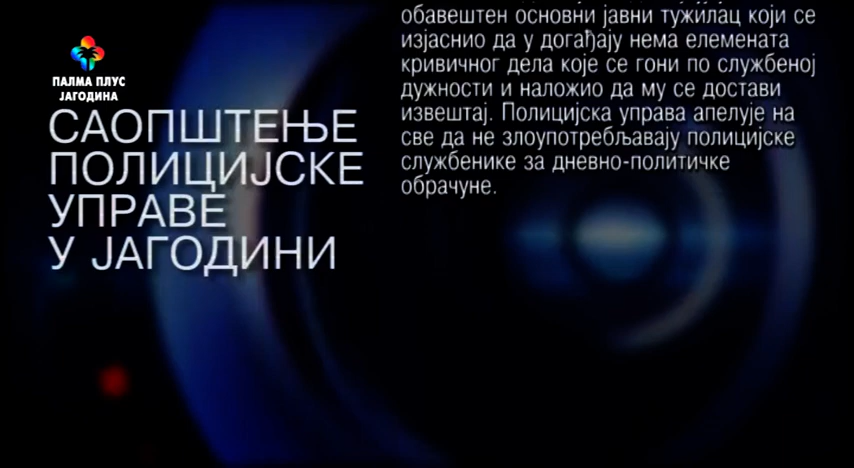 ПАЛМА ПЛУС
ЈАГОДИНА
САОПШТЕЊЕ
ПОЛИЦИЈСКЕ
УПРАВЕ
У ЈАГОДИНИ
обавештен основни јавни тужилац који се
изјаснио да у догађају нема елемената
кривичног дела које се гони по службеној
дужности и наложио да му се достави
извештај. Полицијска управа апелује на
све да не злоупотребљавају полицијске
службенике за дневно-политичке
обрачуне.